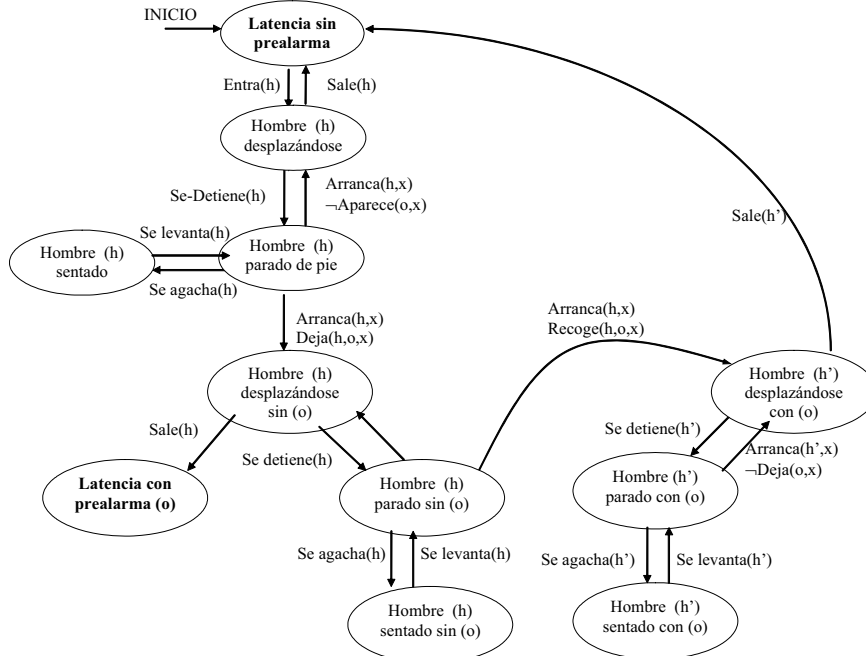 INICIO
Latencia sin
prealarma
Entra(h)
Sale(h)
Hombre (h)
desplazándose
Se-Detiene(h)
Arranca(h,x)
¬Aparece(o,x)
Sale(h’)
Se levanta(h)
Hombre (h)
sentado
Hombre (h)
parado de pie
Se agacha(h)
Arranca(h,x)
Deja(h,o,x)
Arranca(h,x)
Recoge(h,o,x)
Hombre (h)
desplazándose
sin (o)
Hombre (h’)
desplazándose
con (o)
Sale(h)
Se detiene(h)
Se detiene(h’)
Arranca(h’,x)
¬Deja(o,x)
Latencia con
prealarma (o)
Hombre (h)
parado sin (o)
Hombre (h’)
parado con (o)
Se agacha(h)
Se levanta(h)
Se agacha(h’)
Se levanta(h’)
Hombre (h)
sentado sin (o)
Hombre (h’)
sentado con (o)